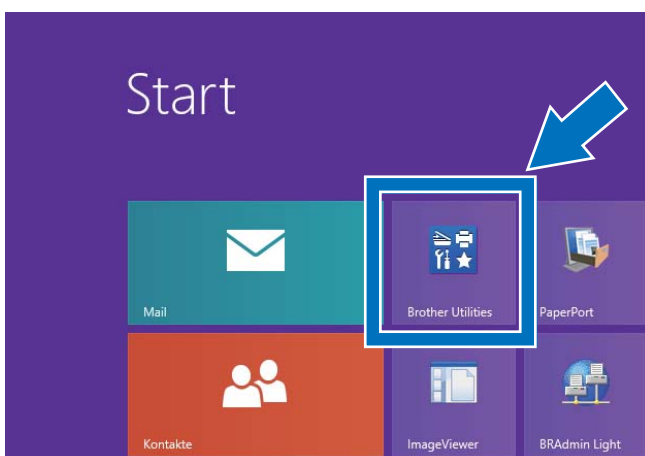 Start
Mail
Brother Utilities
PaperPort
Kontakte
ImageViewer
BRAdmin Light